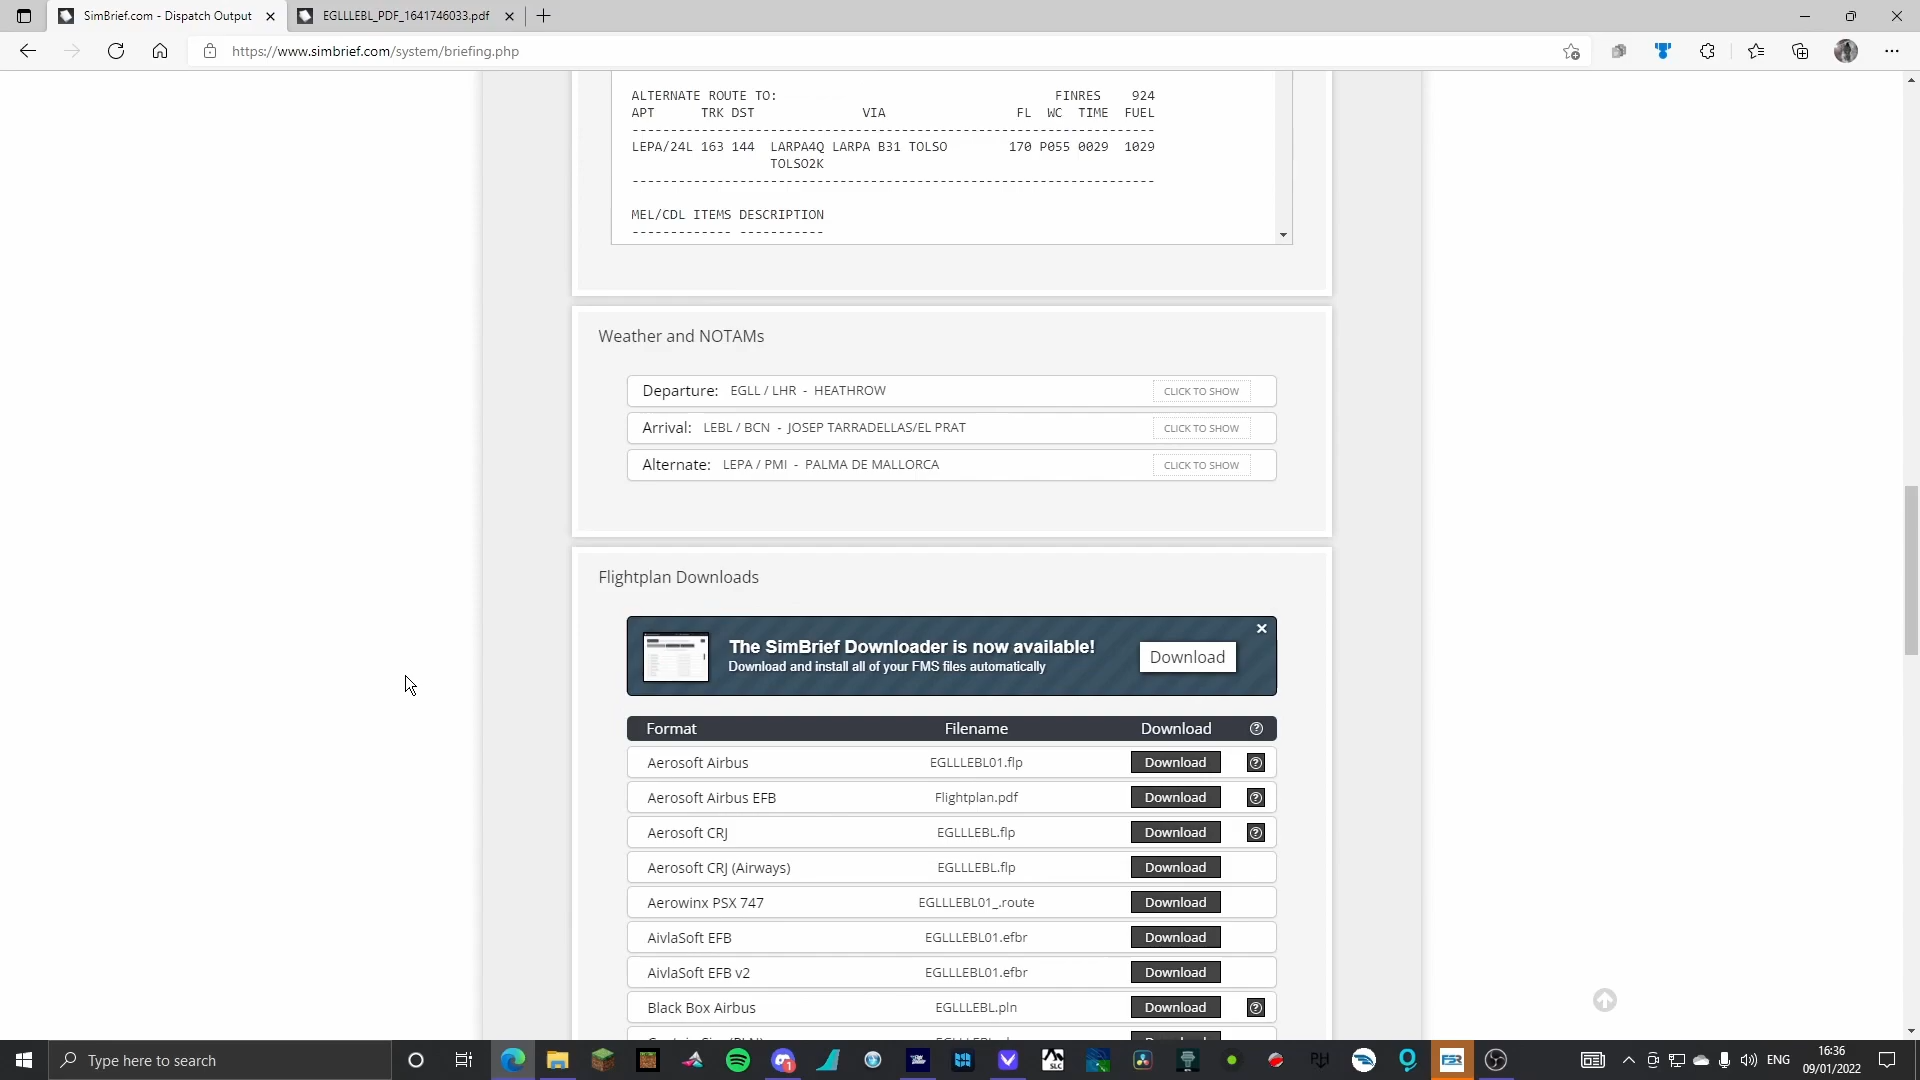 SimBrief.com - Dispatch Output
EGLLLEBL_PDF_1641746033.pdf
https://www.simbrief.com/system/briefing.php
ALTERNATE ROUTE TO: FINRES 924
APT TRK DST VIA FL WC TIME FUEL
--------------------------------------------------------------------
LEPA/24L 163 144 LARPA4Q LARPA B31 TOLSO 170 P055 0029 1029
TOLSO2K
--------------------------------------------------------------------
MEL/CDL ITEMS DESCRIPTION
------------- -----------
Weather and NOTAMs
Departure: EGLL / LHR - HEATHROW CLICK TO SHOW
Arrival: LEBL / BCN - JOSEP TARRADELLAS/EL PRAT CLICK TO SHOW
Alternate: LEPA / PMI - PALMA DE MALLORCA CLICK TO SHOW
Flightplan Downloads
The SimBrief Downloader is now available!
Download and install all of your FMS files automatically
Download
Format Filename Download
Aerosoft Airbus EGLLLEBL01.flp Download
Aerosoft Airbus EFB Flightplan.pdf Download
Aerosoft CRJ EGLLLEBL.flp Download
Aerosoft CRJ (Airways) EGLLLEBL.flp Download
Aerowinx PSX 747 EGLLLEBL01_.route Download
AivlaSoft EFB EGLLLEBL01.efbr Download
AivlaSoft EFB v2 EGLLLEBL01.efbr Download
Black Box Airbus EGLLLEBL.pln Download
Type here to search
SLC
FSR
ENG
16:36
09/01/2022